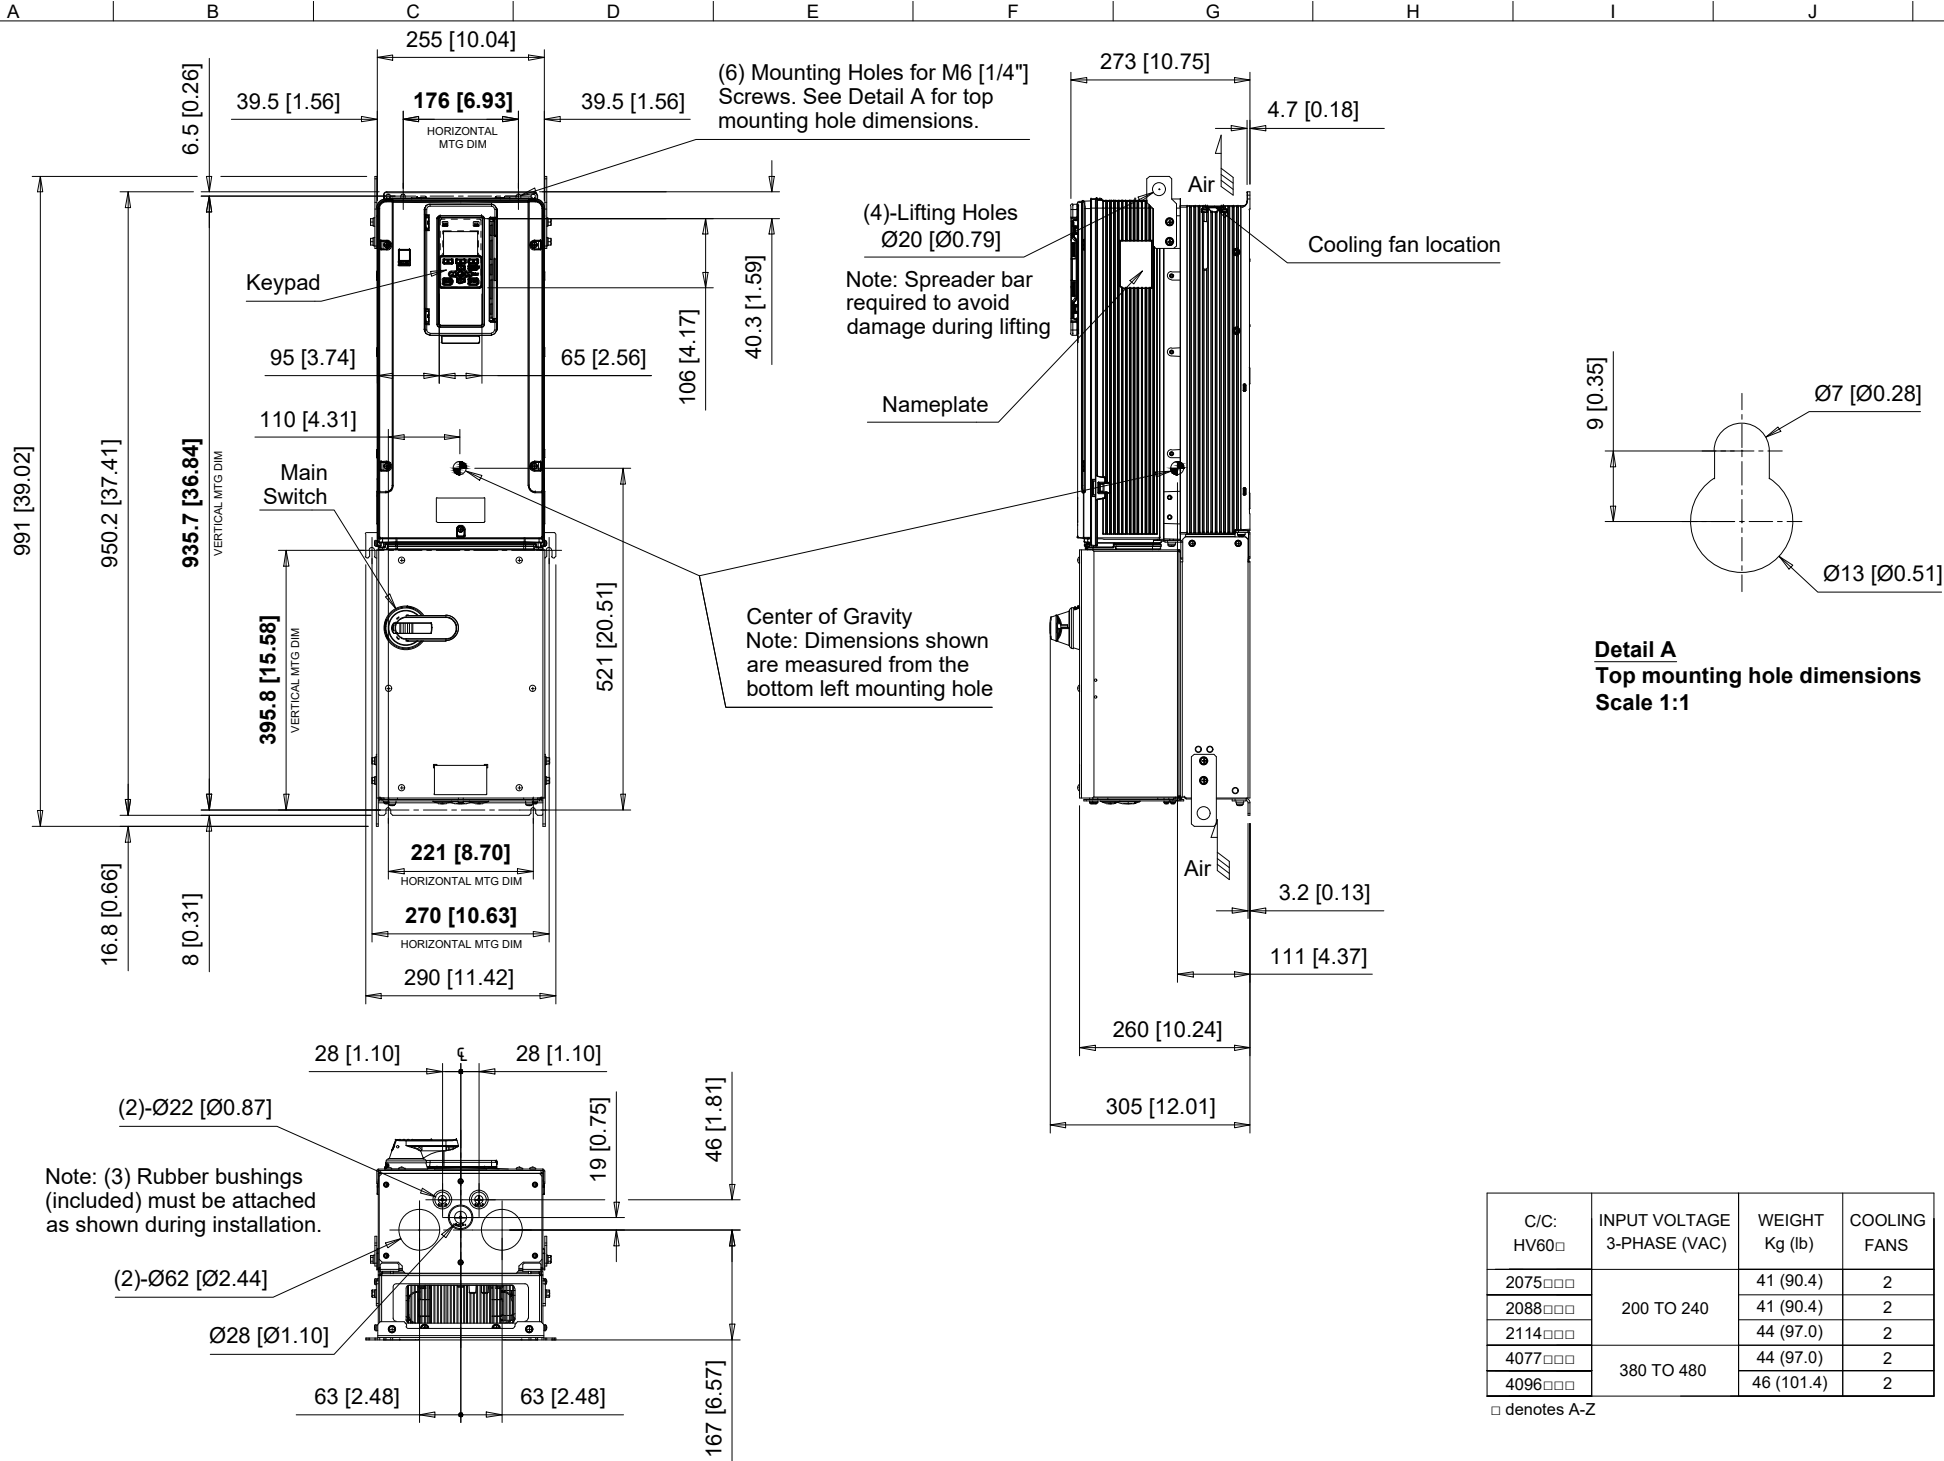 A B C D E F G H I J
255 [10.04]
6.5 [0.26]
39.5 [1.56]
176 [6.93]
HORIZONTAL
MTG DIM
39.5 [1.56]
(6) Mounting Holes for M6 [1/4"]
Screws. See Detail A for top
mounting hole dimensions.
Keypad
95 [3.74]
65 [2.56]
106 [4.17]
40.3 [1.59]
110 [4.31]
Main
Switch
991 [39.02]
950.2 [37.41]
935.7 [36.84]
VERTICAL MTG DIM
395.8 [15.58]
VERTICAL MTG DIM
521 [20.51]
Center of Gravity
Note: Dimensions shown
are measured from the
bottom left mounting hole
16.8 [0.66]
8 [0.31]
221 [8.70]
HORIZONTAL MTG DIM
270 [10.63]
HORIZONTAL MTG DIM
290 [11.42]
273 [10.75]
4.7 [0.18]
Air
(4)-Lifting Holes
Ø20 [Ø0.79]
Note: Spreader bar
required to avoid
damage during lifting
Cooling fan location
Nameplate
Air
3.2 [0.13]
111 [4.37]
260 [10.24]
305 [12.01]
9 [0.35]
Ø7 [Ø0.28]
Ø13 [Ø0.51]
Detail A
Top mounting hole dimensions
Scale 1:1
28 [1.10]
℄
28 [1.10]
(2)-Ø22 [Ø0.87]
19 [0.75]
46 [1.81]
Note: (3) Rubber bushings
(included) must be attached
as shown during installation.
(2)-Ø62 [Ø2.44]
Ø28 [Ø1.10]
63 [2.48]
63 [2.48]
167 [6.57]
C/C:
HV60□
INPUT VOLTAGE
3-PHASE (VAC)
WEIGHT
Kg (lb)
COOLING
FANS
2075□□□ 41 (90.4) 2
2088□□□ 200 TO 240 41 (90.4) 2
2114□□□ 44 (97.0) 2
4077□□□ 380 TO 480 44 (97.0) 2
4096□□□ 46 (101.4) 2
□ denotes A-Z